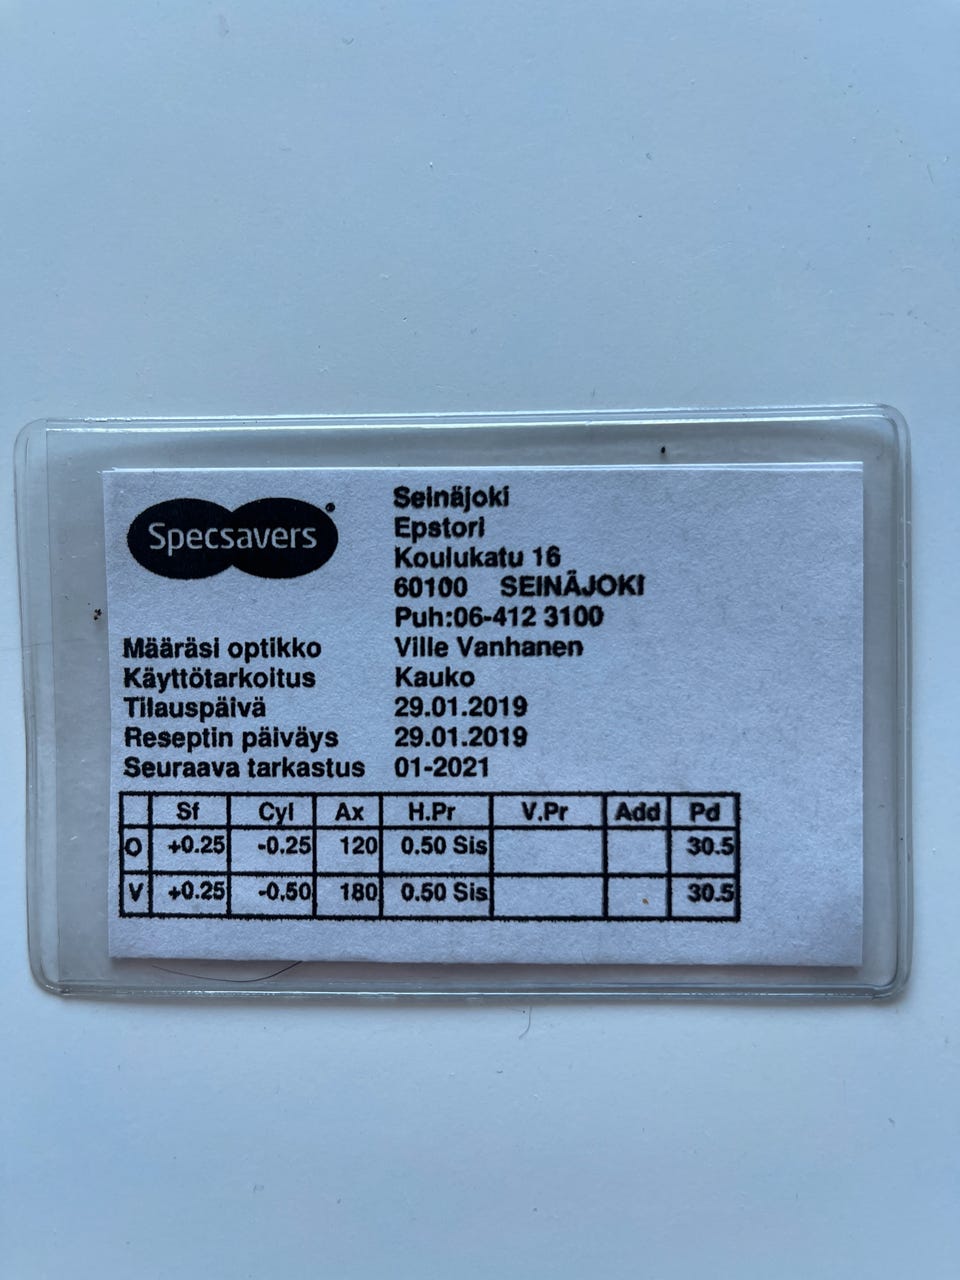 Specsavers
Seinäjoki
Epstori
Koulukatu 16
60100 SEINÄJOKI
Puh:06-412 3100
Määräsi optikko Ville Vanhanen
Käyttötarkoitus Kauko
Tilauspäivä 29.01.2019
Reseptin päiväys 29.01.2019
Seuraava tarkastus 01-2021
Sf Cyl Ax H.Pr V.Pr Add Pd
O +0.25 -0.25 120 0.50 Sis 30.5
V +0.25 -0.50 180 0.50 Sis 30.5